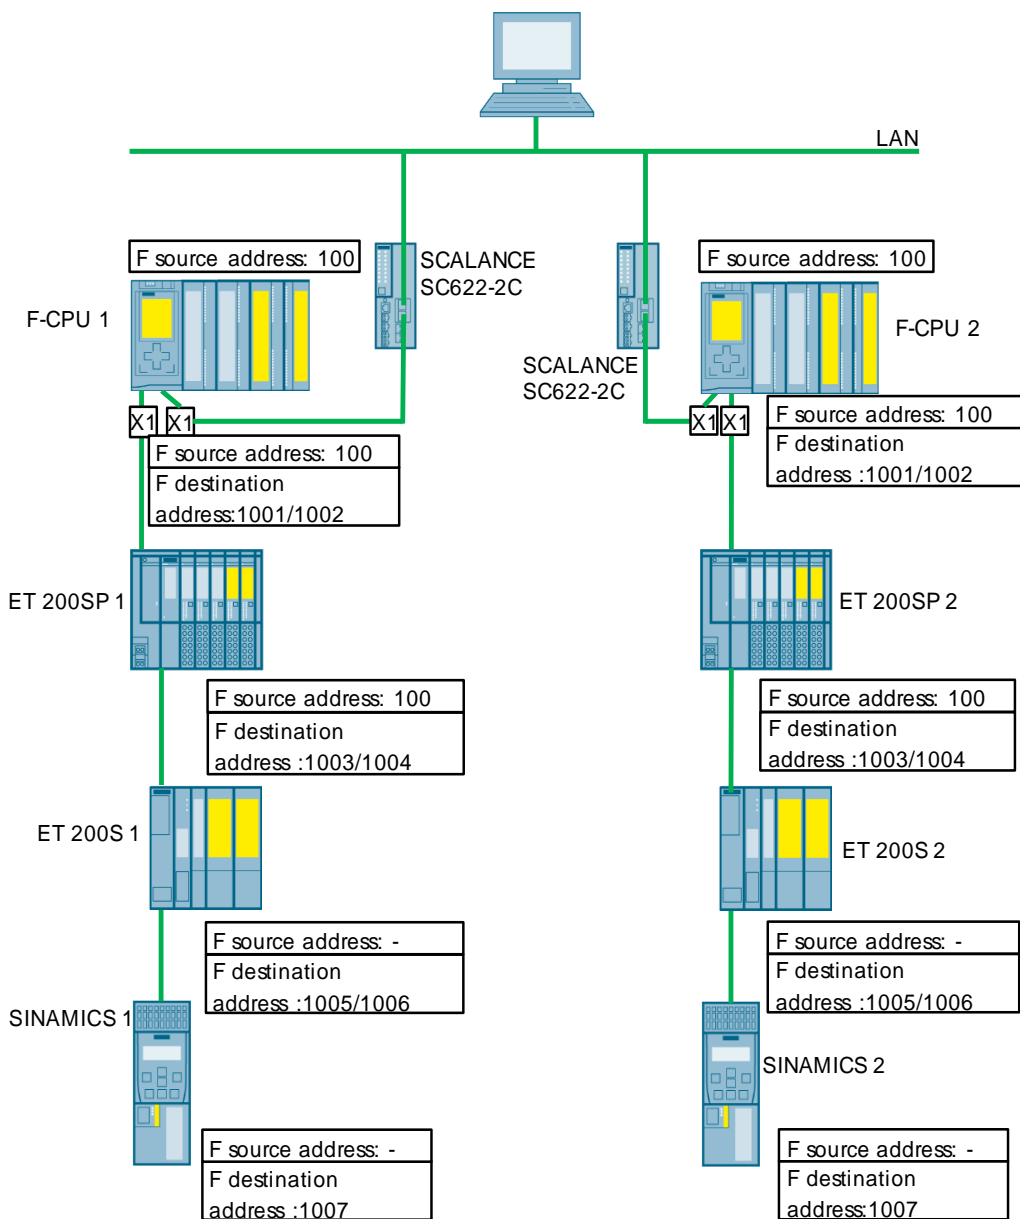 LAN
F source address: 100
SCALANCE
SC622-2C
F source address: 100
F-CPU 1
F-CPU 2
SCALANCE
SC622-2C
X1
X1
X1
X1
F source address: 100
F destination
address:1001/1002
F source address: 100
F destination
address :1001/1002
ET 200SP 1
ET 200SP 2
F source address: 100
F destination
address :1003/1004
F source address: 100
F destination
address :1003/1004
ET 200S 1
ET 200S 2
F source address: -
F destination
address :1005/1006
F source address: -
F destination
address :1005/1006
SINAMICS 1
SINAMICS 2
F source address: -
F destination
address :1007
F source address: -
F destination
address:1007